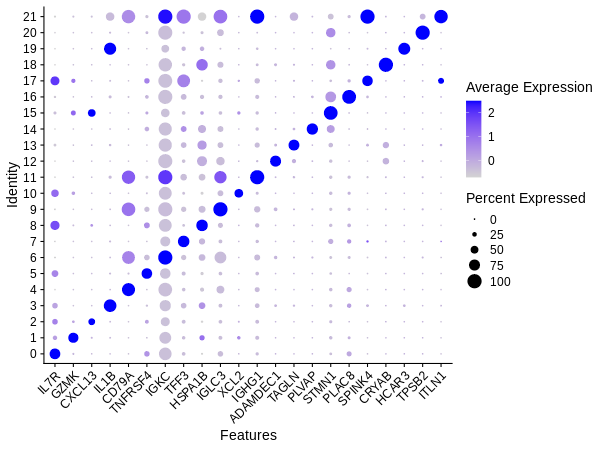 21
20
19
18
17
16
15
14
13
12
11
10
9
8
7
6
5
4
3
2
1
0
Identity
IL7R
GZMK
CXCL13
IL1B
CD79A
TNFRSF4
IGKC
TFF3
HSPA1B
IGLC3
XCL2
IGHG1
ADAMDEC1
TAGLN
PLVAP
STMN1
PLAC8
SPINK4
CRYAB
HCAR3
TPSB2
ITLN1
Features
Average Expression
2
1
0
Percent Expressed
0
25
50
75
100